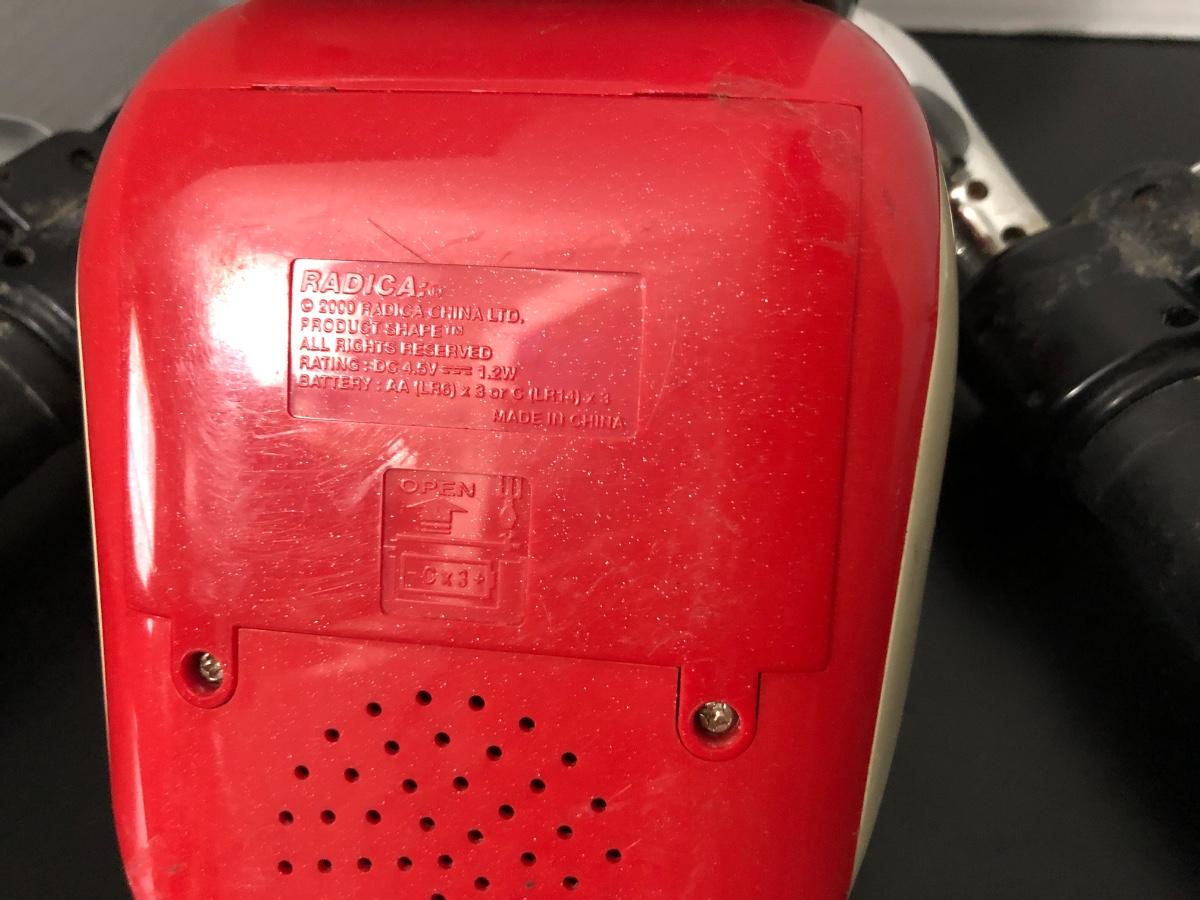 RADICA:®
© 2000 RADICA CHINA LTD.
PRODUCT SHAPE™
ALL RIGHTS RESERVED
RATING : DC 4.5V ⎓ 1.2W
BATTERY : AA (LR6) x 3 or C (LR14) x 3
MADE IN CHINA
OPEN
- C x 3 +